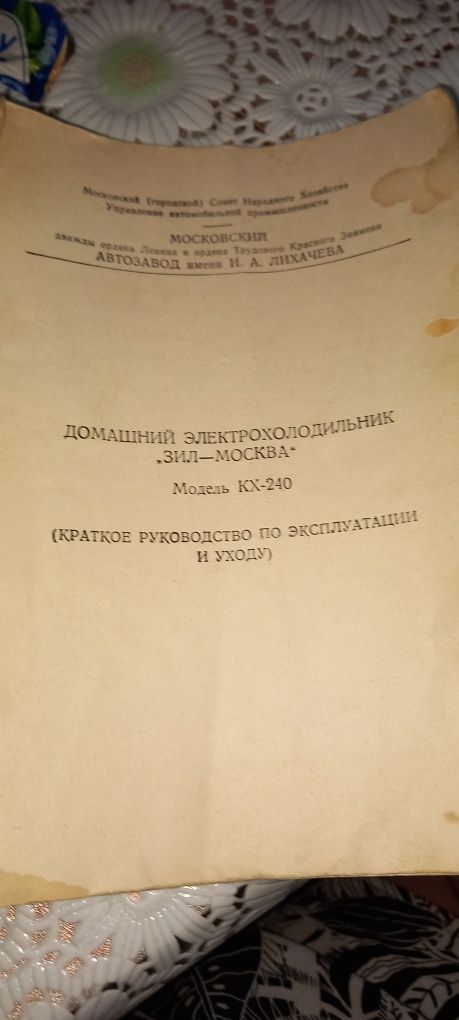 Московский (городской) Совет Народного Хозяйства
Управление автомобильной промышленности
МОСКОВСКИЙ
дважды ордена Ленина и ордена Трудового Красного Знамени
АВТОЗАВОД имени И. А. ЛИХАЧЕВА
ДОМАШНИЙ ЭЛЕКТРОХОЛОДИЛЬНИК
„ЗИЛ—МОСКВА“
Модель КХ-240
(КРАТКОЕ РУКОВОДСТВО ПО ЭКСПЛУАТАЦИИ
И УХОДУ)